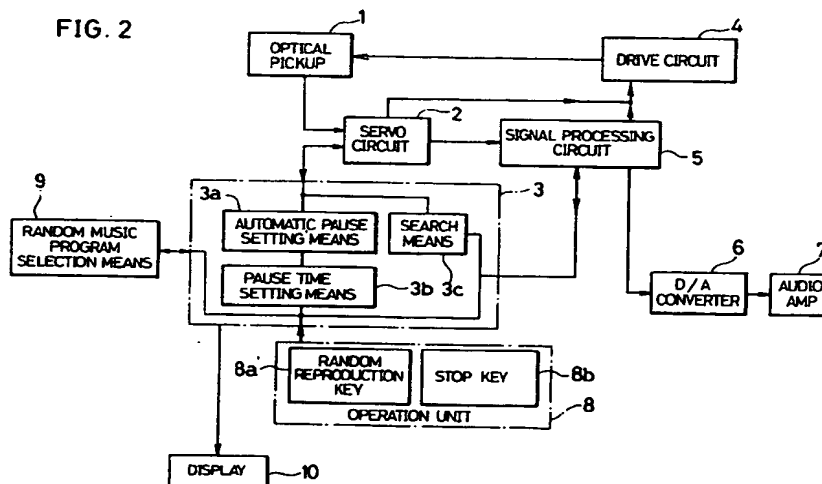 FIG. 2
1
OPTICAL
PICKUP
4
DRIVE CIRCUIT
2
SERVO
CIRCUIT
SIGNAL PROCESSING
CIRCUIT
5
9
RANDOM MUSIC
PROGRAM
SELECTION MEANS
3
3a
AUTOMATIC PAUSE
SETTING MEANS
SEARCH
MEANS
3c
PAUSE TIME
SETTING MEANS
3b
6
D/A
CONVERTER
7
AUDIO
AMP
8a
RANDOM
REPRODUCTION
KEY
STOP KEY
8b
OPERATION UNIT
8
DISPLAY
10